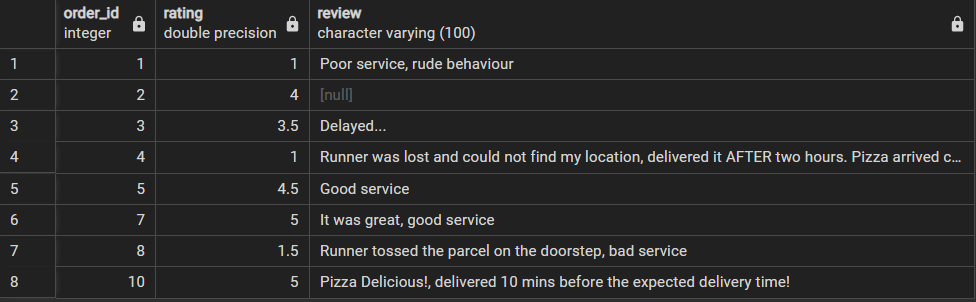 order_id rating review
integer double precision character varying (100)
1 1 1 Poor service, rude behaviour
2 2 4 [null]
3 3 3.5 Delayed...
4 4 1 Runner was lost and could not find my location, delivered it AFTER two hours. Pizza arrived c...
5 5 4.5 Good service
6 7 5 It was great, good service
7 8 1.5 Runner tossed the parcel on the doorstep, bad service
8 10 5 Pizza Delicious!, delivered 10 mins before the expected delivery time!